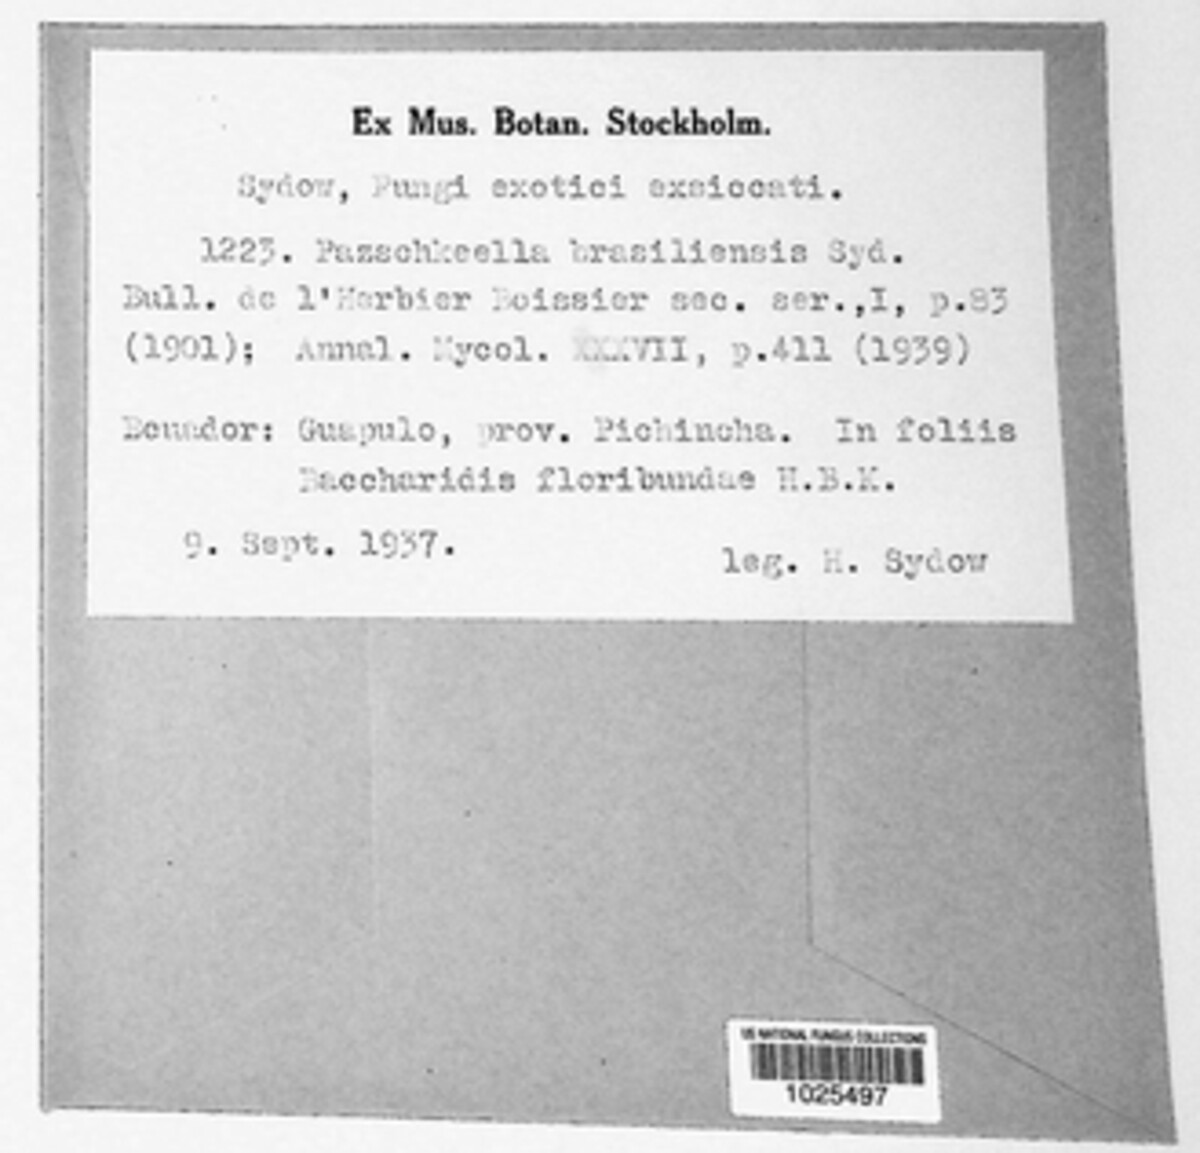 Ex Mus. Botan. Stockholm.
Sydow, Fungi exotici exsiccati.
1223. Pazschkeella brasiliensis Syd.
Bull. de l'Herbier Boissier sec. ser.,I, p.83
(1901); Annal. Mycol. XXXVII, p.411 (1939)
Ecuador: Guapulo, prov. Pichincha. In foliis
Baccharidis floribundae H.B.K.
9. Sept. 1937.
leg. H. Sydow
US NATIONAL FUNGUS COLLECTIONS
1025497